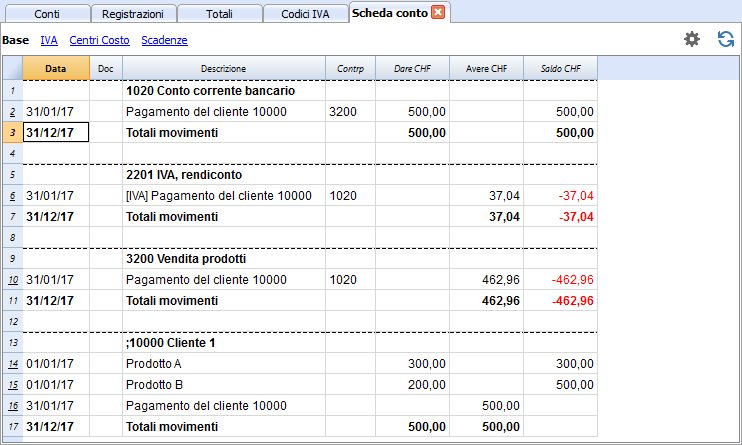 Conti Registrazioni Totali Codici IVA Scheda conto
Base IVA Centri Costo Scadenze
Data Doc Descrizione Contrp Dare CHF Avere CHF Saldo CHF
1 1020 Conto corrente bancario
2 31/01/17 Pagamento del cliente 10000 3200 500,00 500,00
3 31/12/17 Totali movimenti 500,00 500,00
4
5 2201 IVA, rendiconto
6 31/01/17 [IVA] Pagamento del cliente 10000 1020 37,04 -37,04
7 31/12/17 Totali movimenti 37,04 -37,04
8
9 3200 Vendita prodotti
10 31/01/17 Pagamento del cliente 10000 1020 462,96 -462,96
11 31/12/17 Totali movimenti 462,96 -462,96
12
13 ;10000 Cliente 1
14 01/01/17 Prodotto A 300,00 300,00
15 01/01/17 Prodotto B 200,00 500,00
16 31/01/17 Pagamento del cliente 10000 500,00
17 31/12/17 Totali movimenti 500,00 500,00